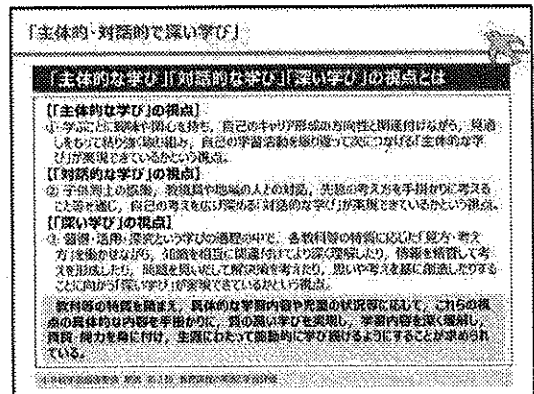 「主体的・対話的で深い学び」
「主体的な学び」「対話的な学び」「深い学び」の視点とは
【「主体的な学び」の視点】
① 学ぶことに興味や関心を持ち，自己のキャリア形成の方向性と関連付けながら，見通
しをもって粘り強く取り組み，自己の学習活動を振り返って次につなげる「主体的な学
び」が実現できているかという視点。
【「対話的な学び」の視点】
② 子供同士の協働，教職員や地域の人との対話，先哲の考え方を手掛かりに考える
こと等を通じ，自己の考えを広げ深める「対話的な学び」が実現できているかという視点。
【「深い学び」の視点】
③ 習得・活用・探究という学びの過程の中で，各教科等の特質に応じた「見方・考え
方」を働かせながら，知識を相互に関連付けてより深く理解したり，情報を精査して考
えを形成したり，問題を見いだして解決策を考えたり，思いや考えを基に創造したりする
ことに向かう「深い学び」が実現できているかという視点。
教科等の特質を踏まえ，具体的な学習内容や児童の状況等に応じて，これらの視
点の具体的な内容を手掛かりに，質の高い学びを実現し，学習内容を深く理解し，
資質・能力を身に付け，生涯にわたって能動的に学び続けるようにすることが求められ
ている。